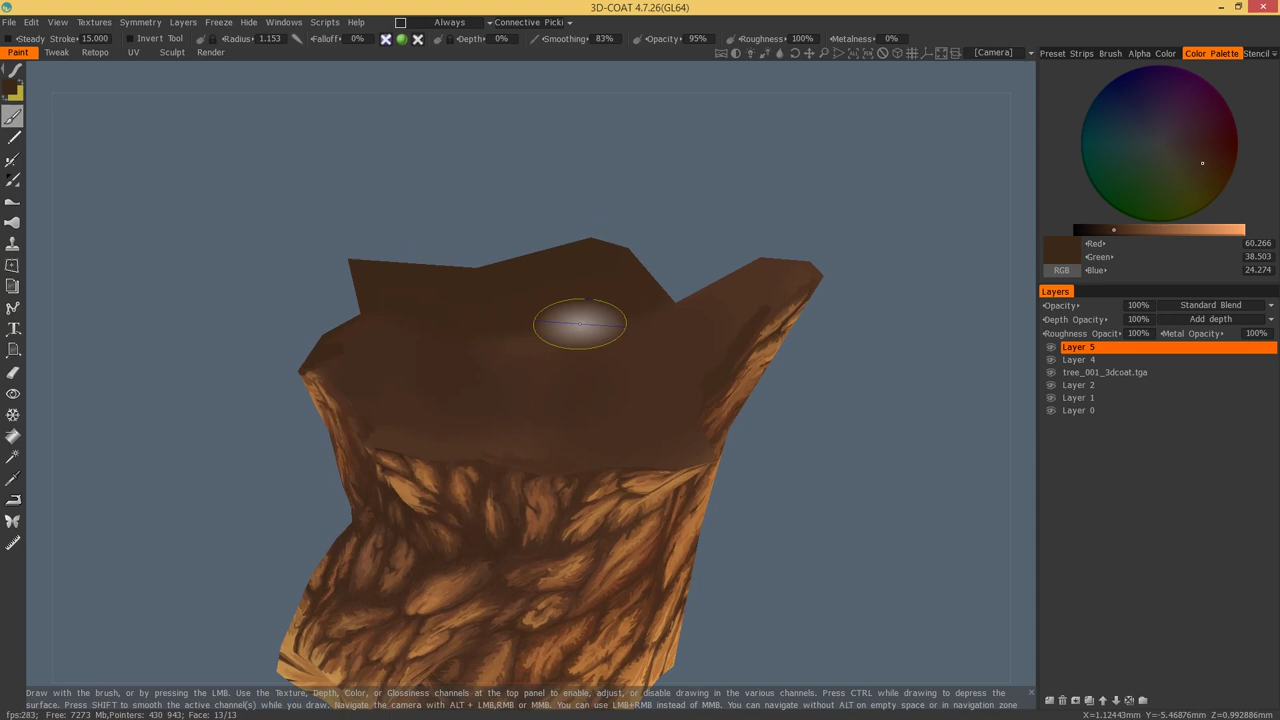 3D-COAT 4.7.26(GL64)
File Edit View Textures Symmetry Layers Freeze Hide Windows Scripts Help Always Connective Picki
Steady Stroke 15.000 Invert Tool Radius 1.153 Falloff 0% Depth 0% Smoothing 83% Opacity 95% Roughness 100% Metalness 0%
Paint Tweak Retopo UV Sculpt Render [Camera] Preset Strips Brush Alpha Color Color Palette Stencil
Red 60.266
Green 38.503
RGB Blue 24.274
Layers
Opacity 100% Standard Blend
Depth Opacity 100% Add depth
Roughness Opacit 100% Metal Opacity 100%
Layer 5
Layer 4
tree_001_3dcoat.tga
Layer 2
Layer 1
Layer 0
Draw with the brush, or by pressing the LMB. Use the Texture, Depth, Color, or Glossiness channels at the top panel to enable, adjust, or disable drawing in the various channels. Press CTRL while drawing to depress the
surface. Press SHIFT to smooth the active channel(s) while you draw. Navigate the camera with ALT + LMB,RMB or MMB. You can use LMB+RMB instead of MMB. You can navigate without ALT on empty space or in navigation zone
fps:283; Free: 7273 Mb,Pointers: 430 943; Face: 13/13 X=1.12443mm Y=-5.46876mm Z=0.992886mm